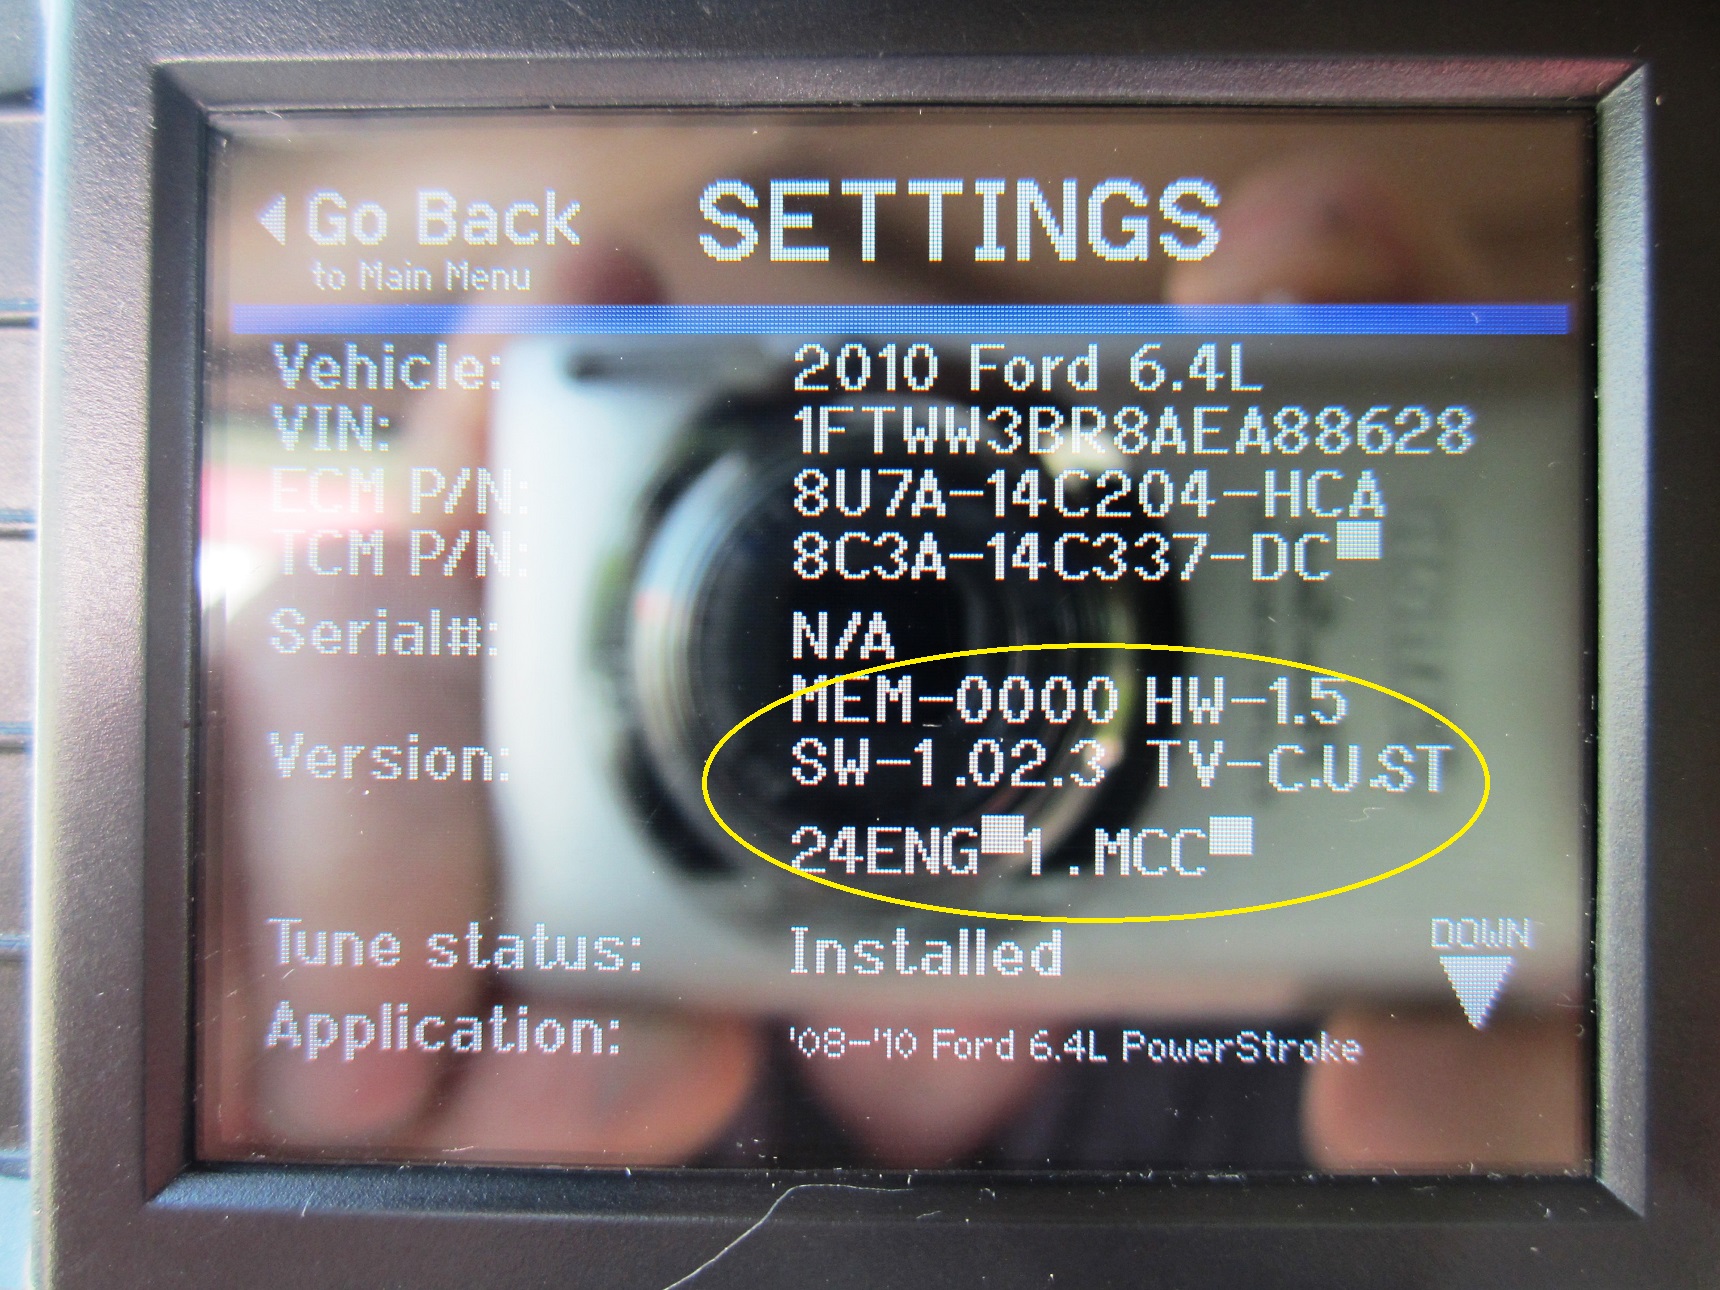 Go Back SETTINGS
to Main Menu
Vehicle: 2010 Ford 6.4L
VIN: 1FTWW3BR8AEA88628
ECM P/N: 8U7A-14C204-HCA
TCM P/N: 8C3A-14C337-DC
Serial#: N/A
MEM-0000 HW-1.5
Version: SW-1.02.3 TV-C.U.ST
24ENG■1.MCC■
Tune status: Installed
DOWN
Application: '08-'10 Ford 6.4L PowerStroke